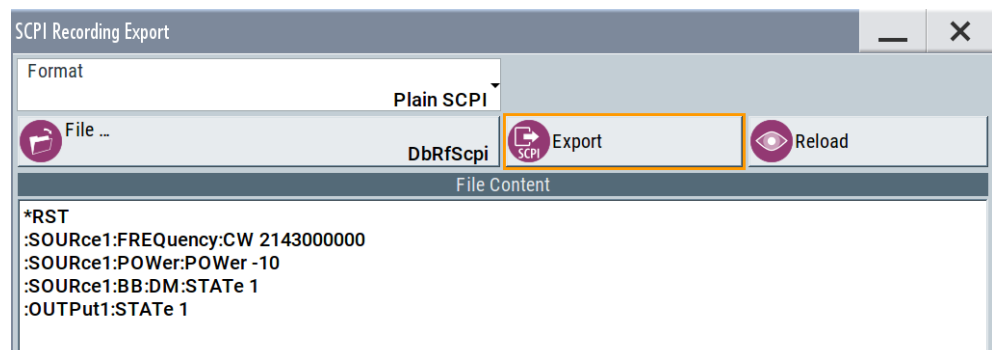 SCPI Recording Export
Format
Plain SCPI
File ...
DbRfScpi
SCPI
Export
Reload
File Content
*RST
:SOURce1:FREQuency:CW 2143000000
:SOURce1:POWer:POWer -10
:SOURce1:BB:DM:STATe 1
:OUTPut1:STATe 1